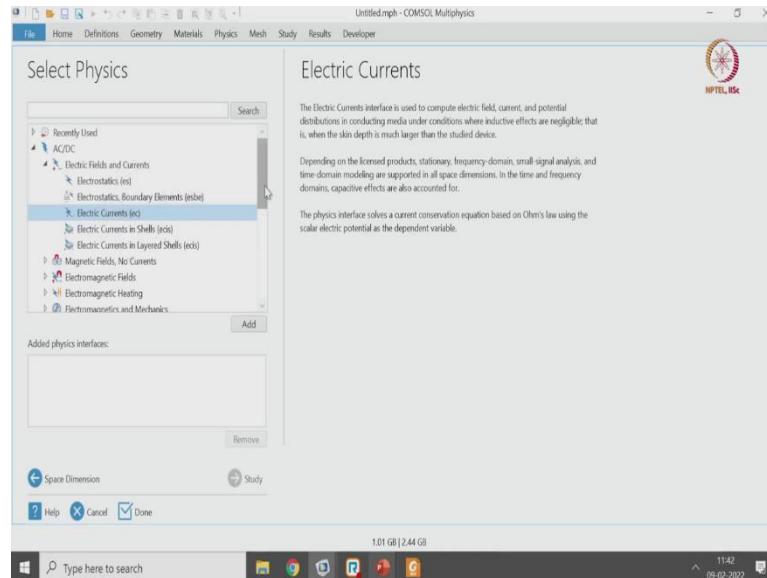 Untitled.mph - COMSOL Multiphysics
File Home Definitions Geometry Materials Physics Mesh Study Results Developer
Select Physics
Search
Recently Used
AC/DC
Electric Fields and Currents
Electrostatics (es)
Electrostatics, Boundary Elements (esbe)
Electric Currents (ec)
Electric Currents in Shells (ecis)
Electric Currents in Layered Shells (ecis)
Magnetic Fields, No Currents
Electromagnetic Fields
Electromagnetic Heating
Electromagnetics and Mechanics
Add
Added physics interfaces:
Remove
Space Dimension
Study
Help Cancel Done
Electric Currents
The Electric Currents interface is used to compute electric field, current, and potential
distributions in conducting media under conditions where inductive effects are negligible; that
is, when the skin depth is much larger than the studied device.
Depending on the licensed products, stationary, frequency-domain, small-signal analysis, and
time-domain modeling are supported in all space dimensions. In the time and frequency
domains, capacitive effects are also accounted for.
The physics interface solves a current conservation equation based on Ohm's law using the
scalar electric potential as the dependent variable.
NPTEL, IISc
1.01 GB | 2.44 GB
Type here to search
11:42
09-02-2022